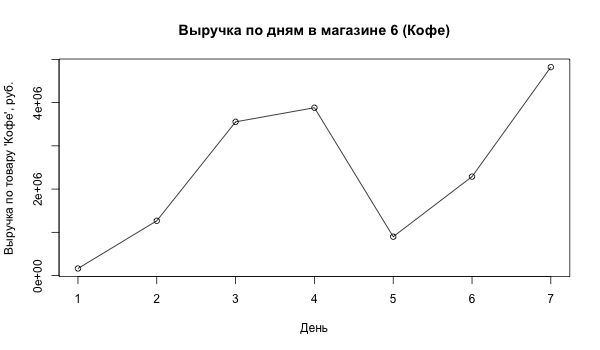 Выручка по дням в магазине 6 (Кофе)
Выручка по товару 'Кофе', руб.
4e+06
2e+06
0e+00
1 2 3 4 5 6 7
День